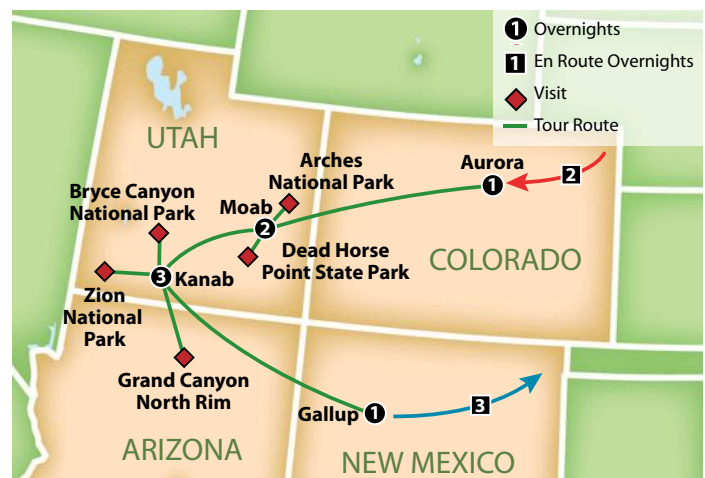 1 Overnights
1 En Route Overnights
Visit
Tour Route
UTAH
Arches
National Park
Aurora
1
2
Bryce Canyon
National Park
Moab
2
Dead Horse
Point State Park
COLORADO
3 Kanab
Zion
National
Park
Grand Canyon
North Rim
Gallup 1
3
ARIZONA
NEW MEXICO